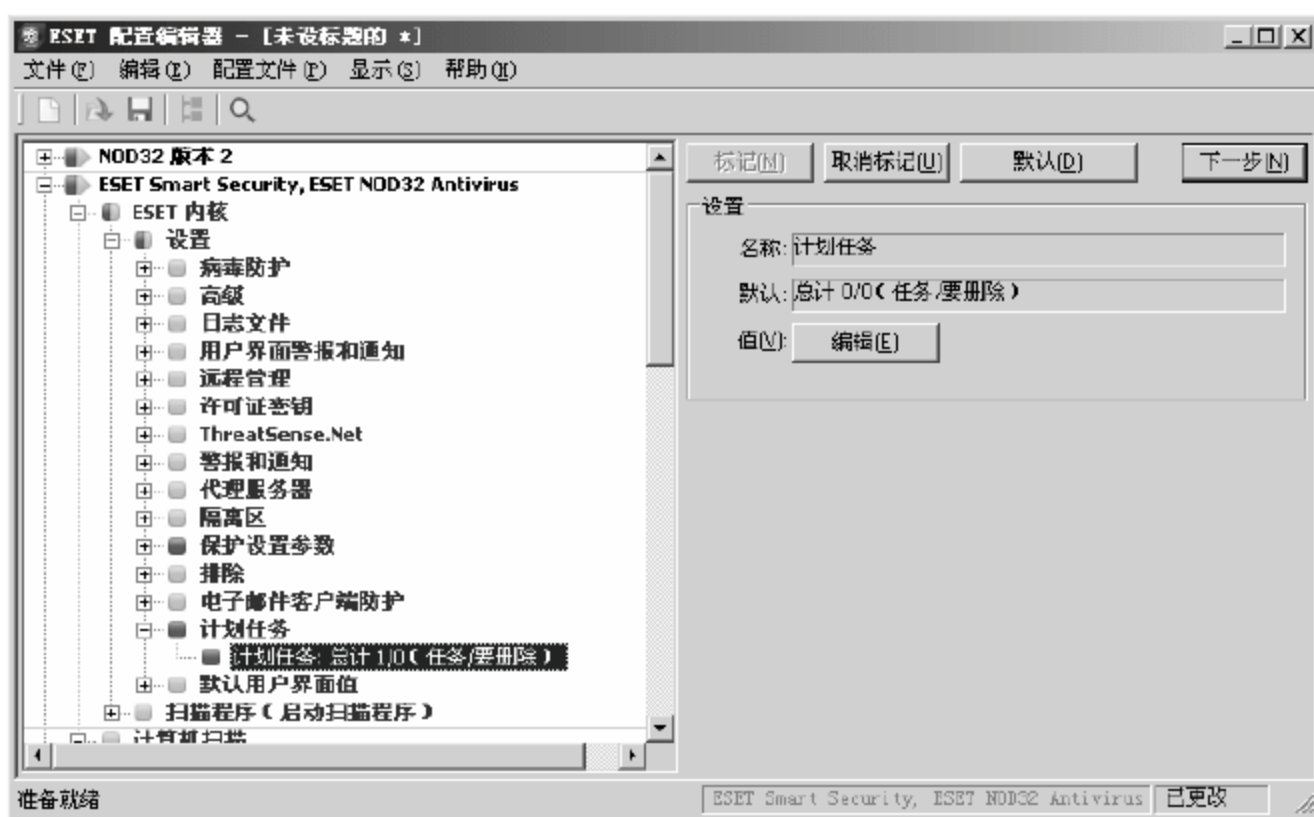 ESET 配置编辑器 - [未设标题的 *]
文件(F) 编辑(E) 配置文件(P) 显示(S) 帮助(H)
NOD32 版本 2
ESET Smart Security, ESET NOD32 Antivirus
ESET 内核
设置
病毒防护
高级
日志文件
用户界面警报和通知
远程管理
许可证密钥
ThreatSense.Net
警报和通知
代理服务器
隔离区
保护设置参数
排除
电子邮件客户端防护
计划任务
计划任务: 总计 1/0(任务/要册除)
默认用户界面值
扫描程序(启动扫描程序)
计算机扫描
标记(M) 取消标记(U) 默认(D) 下一步(N)
设置
名称: 计划任务
默认: 总计 0/0(任务/要册除)
值(V): 编辑(E)
准备就绪
ESET Smart Security, ESET NOD32 Antivirus 已更改